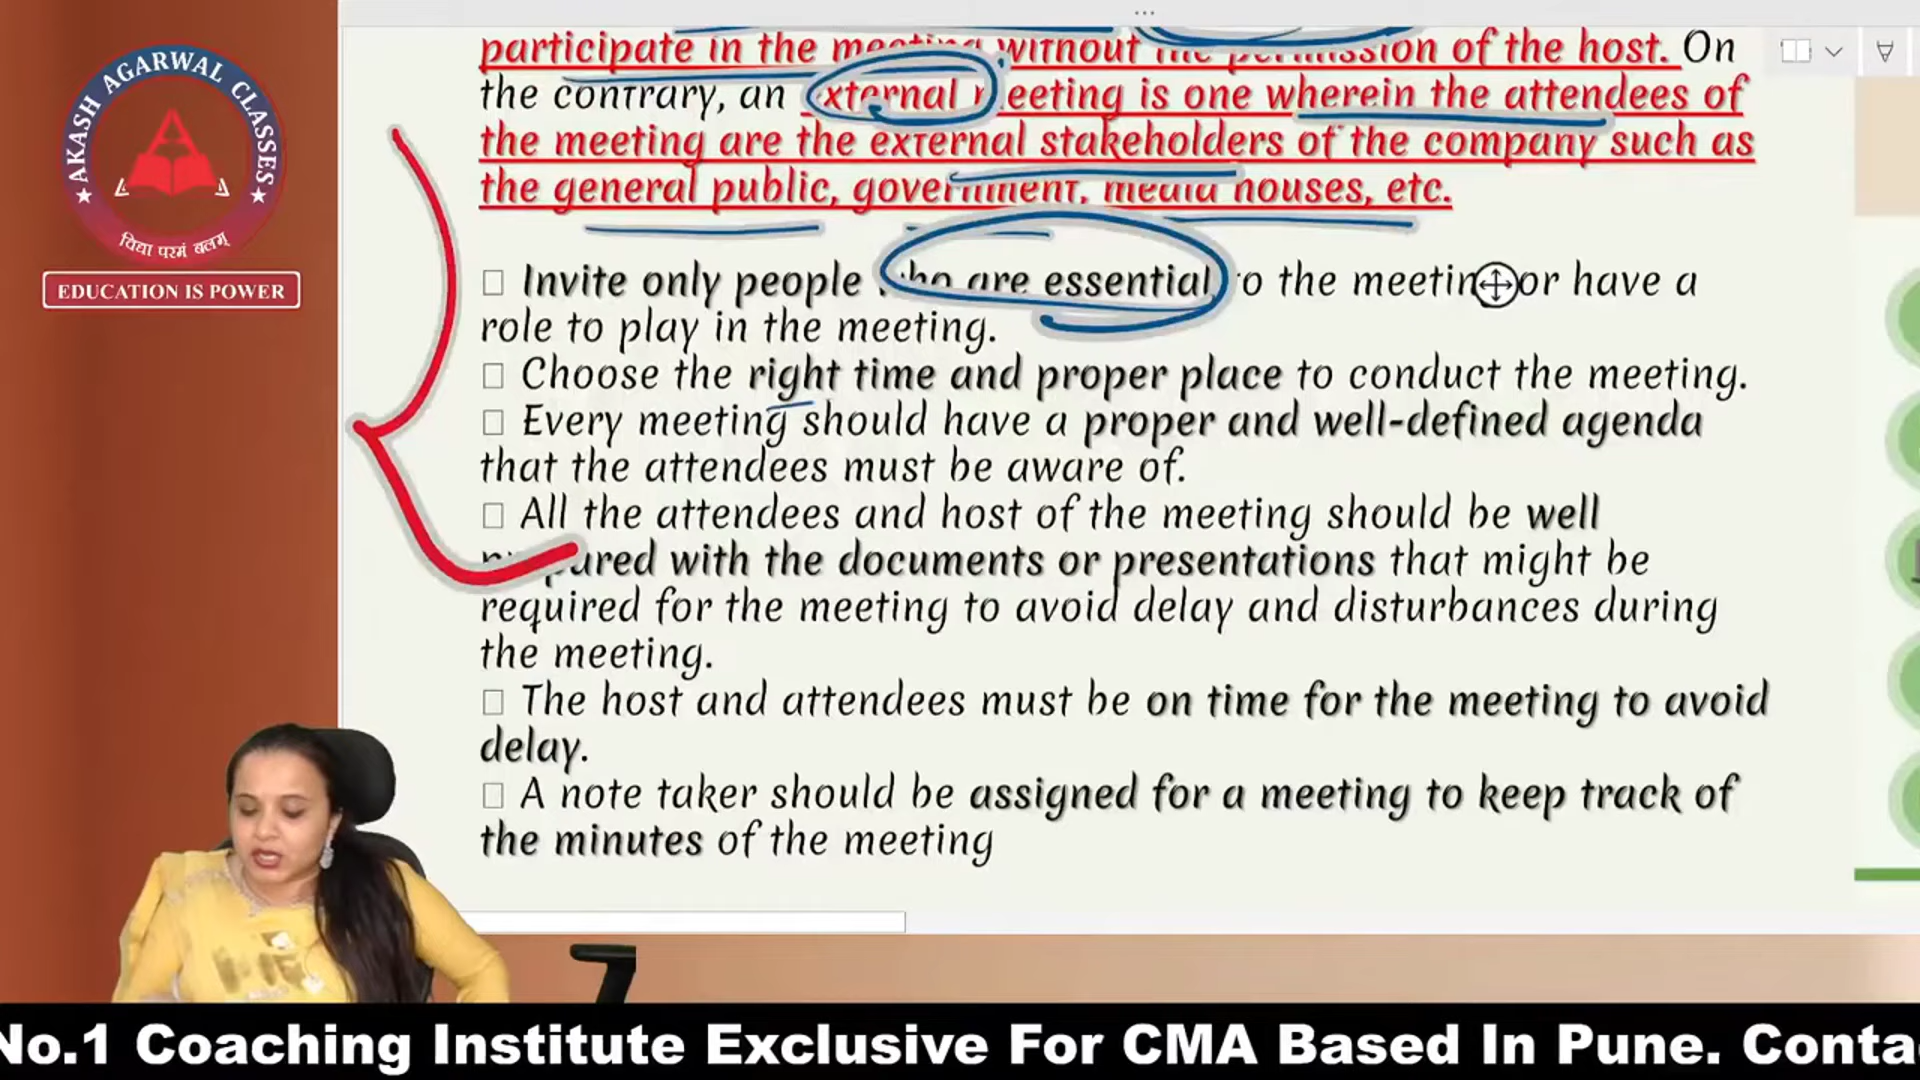 AKASH AGARWAL CLASSES
विद्या परमं बलम्
EDUCATION IS POWER
participate in the meeting without the permission of the host. On
the contrary, an external meeting is one wherein the attendees of
the meeting are the external stakeholders of the company such as
the general public, government, media houses, etc.
Invite only people who are essential to the meeting or have a
role to play in the meeting.
Choose the right time and proper place to conduct the meeting.
Every meeting should have a proper and well-defined agenda
that the attendees must be aware of.
All the attendees and host of the meeting should be well
prepared with the documents or presentations that might be
required for the meeting to avoid delay and disturbances during
the meeting.
The host and attendees must be on time for the meeting to avoid
delay.
A note taker should be assigned for a meeting to keep track of
the minutes of the meeting
No.1 Coaching Institute Exclusive For CMA Based In Pune. Conta